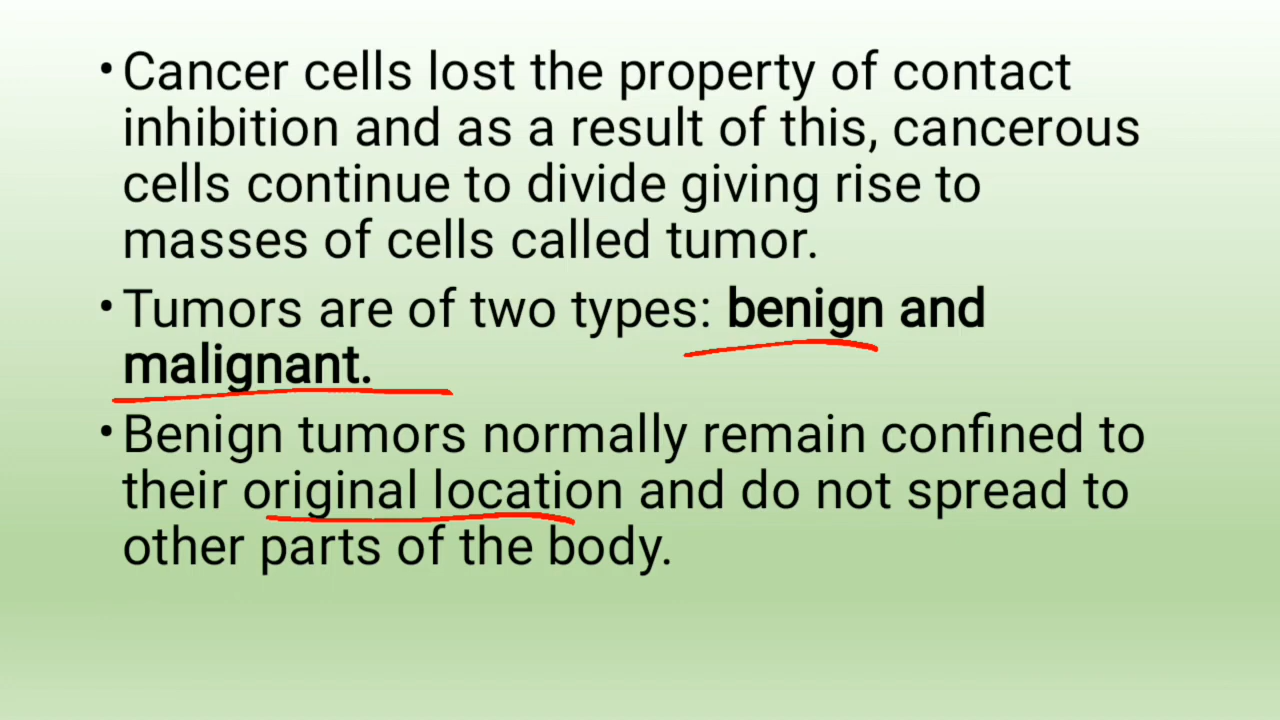 • Cancer cells lost the property of contact
inhibition and as a result of this, cancerous
cells continue to divide giving rise to
masses of cells called tumor.
• Tumors are of two types: benign and
malignant.
• Benign tumors normally remain confined to
their original location and do not spread to
other parts of the body.